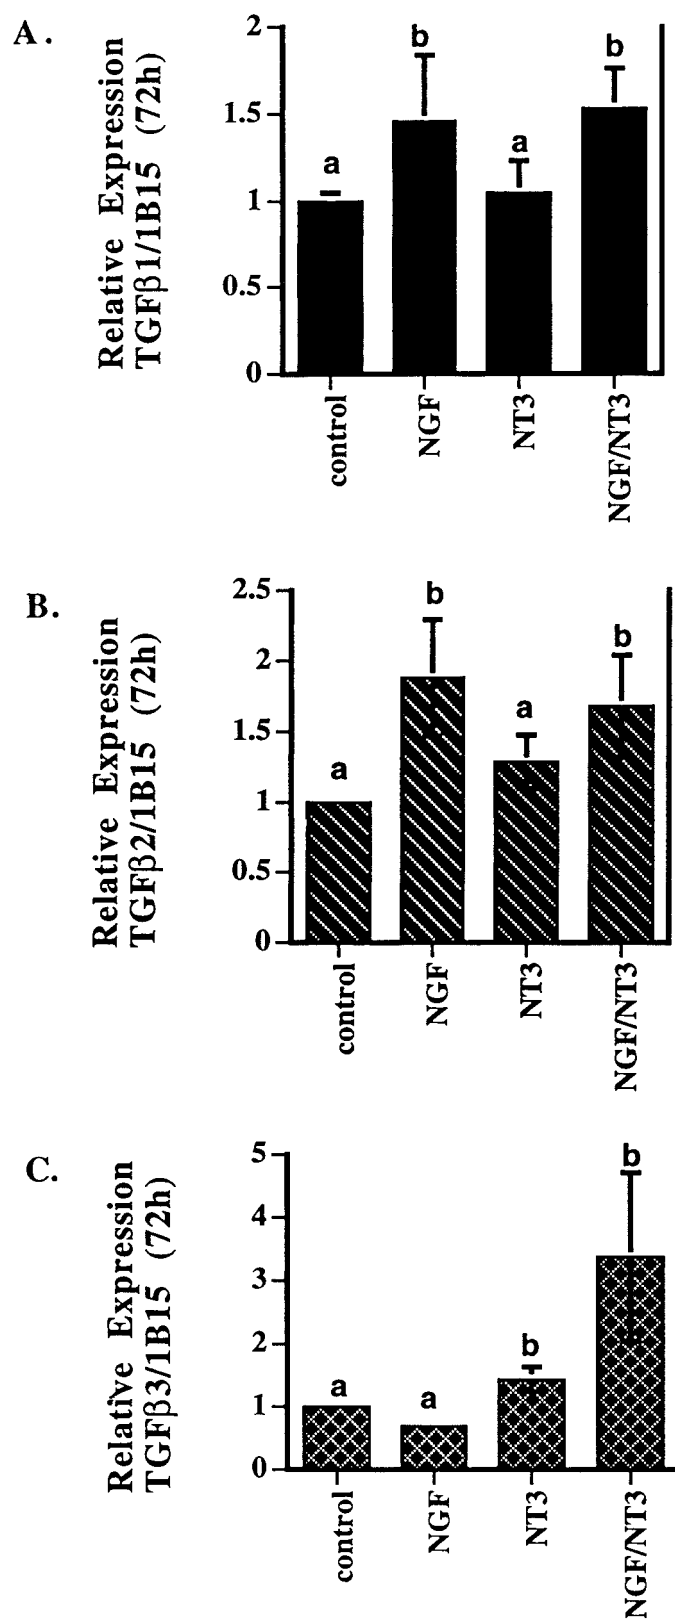 A.
Relative Expression
TGFβ1/1B15 (72h)
2
1.5
1
0.5
0
a
b
a
b
control
NGF
NT3
NGF/NT3
B.
Relative Expression
TGFβ2/1B15 (72h)
2.5
2
1.5
1
0.5
0
a
b
a
b
control
NGF
NT3
NGF/NT3
C.
Relative Expression
TGFβ3/1B15 (72h)
5
4
3
2
1
0
a
a
b
b
control
NGF
NT3
NGF/NT3